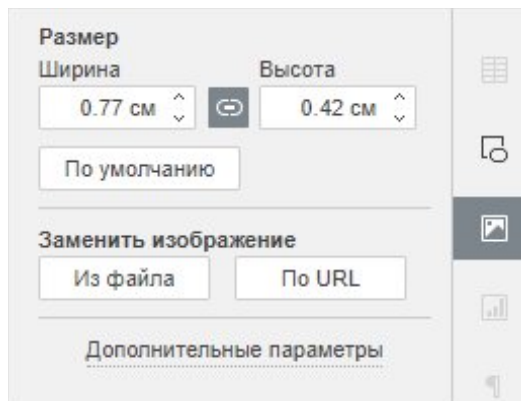 Размер
Ширина Высота
0.77 см 0.42 см
По умолчанию
Заменить изображение
Из файла По URL
Дополнительные параметры